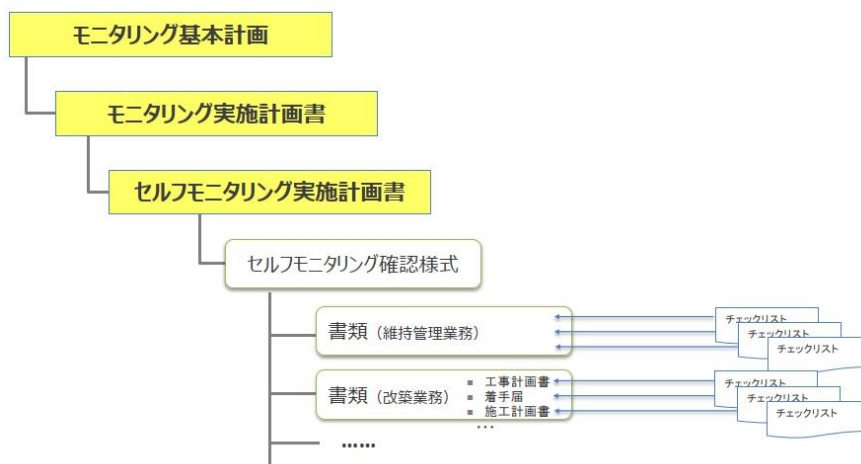 モニタリング基本計画
モニタリング実施計画書
セルフモニタリング実施計画書
セルフモニタリング確認様式
書類（維持管理業務）
チェックリスト
チェックリスト
チェックリスト
書類（改築業務）
▪ 工事計画書
▪ 着手届
▪ 施工計画書
…
チェックリスト
チェックリスト
チェックリスト
……